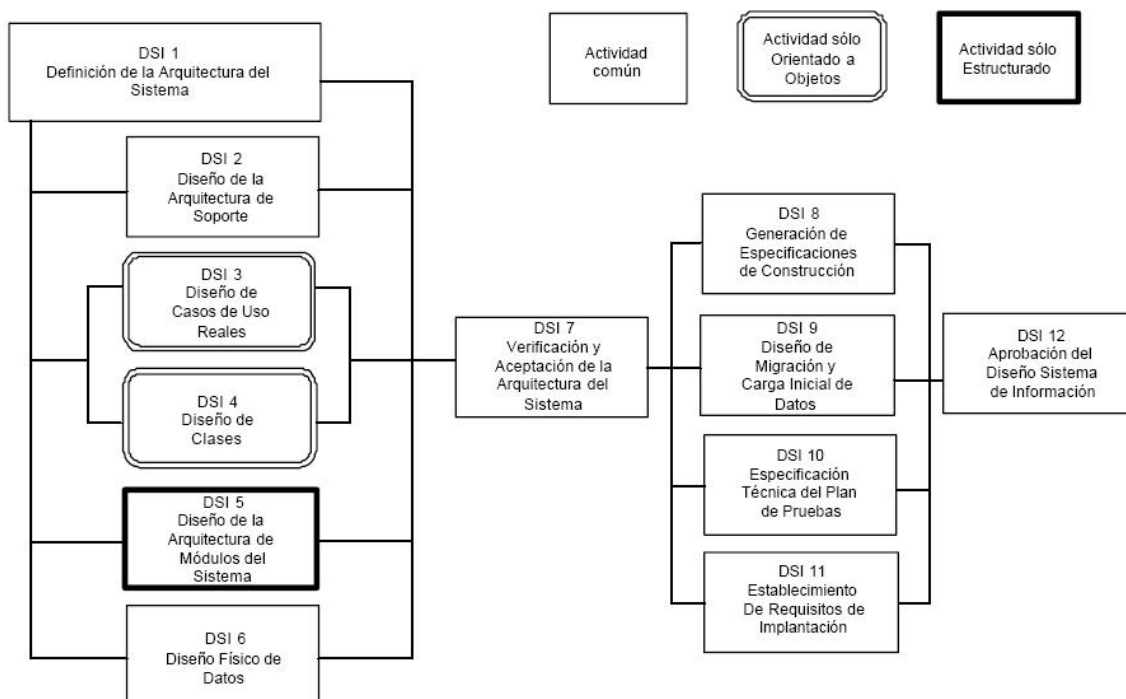 DSI 1
Definición de la Arquitectura del
Sistema
Actividad
común
Actividad sólo
Orientado a
Objetos
Actividad sólo
Estructurado
DSI 2
Diseño de la
Arquitectura de
Soporte
DSI 3
Diseño de
Casos de Uso
Reales
DSI 4
Diseño de
Clases
DSI 5
Diseño de la
Arquitectura de
Módulos del
Sistema
DSI 6
Diseño Físico de
Datos
DSI 7
Verificación y
Aceptación de la
Arquitectura del
Sistema
DSI 8
Generación de
Especificaciones
de Construcción
DSI 9
Diseño de
Migración y
Carga Inicial de
Datos
DSI 10
Especificación
Técnica del Plan
de Pruebas
DSI 11
Establecimiento
De Requisitos de
Implantación
DSI 12
Aprobación del
Diseño Sistema
de Información